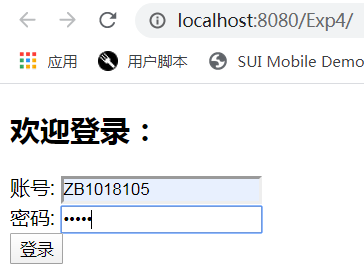 localhost:8080/Exp4/
应用 用户脚本 SUI Mobile Demo
欢迎登录：
账号: ZB1018105
密码: •••••
登录